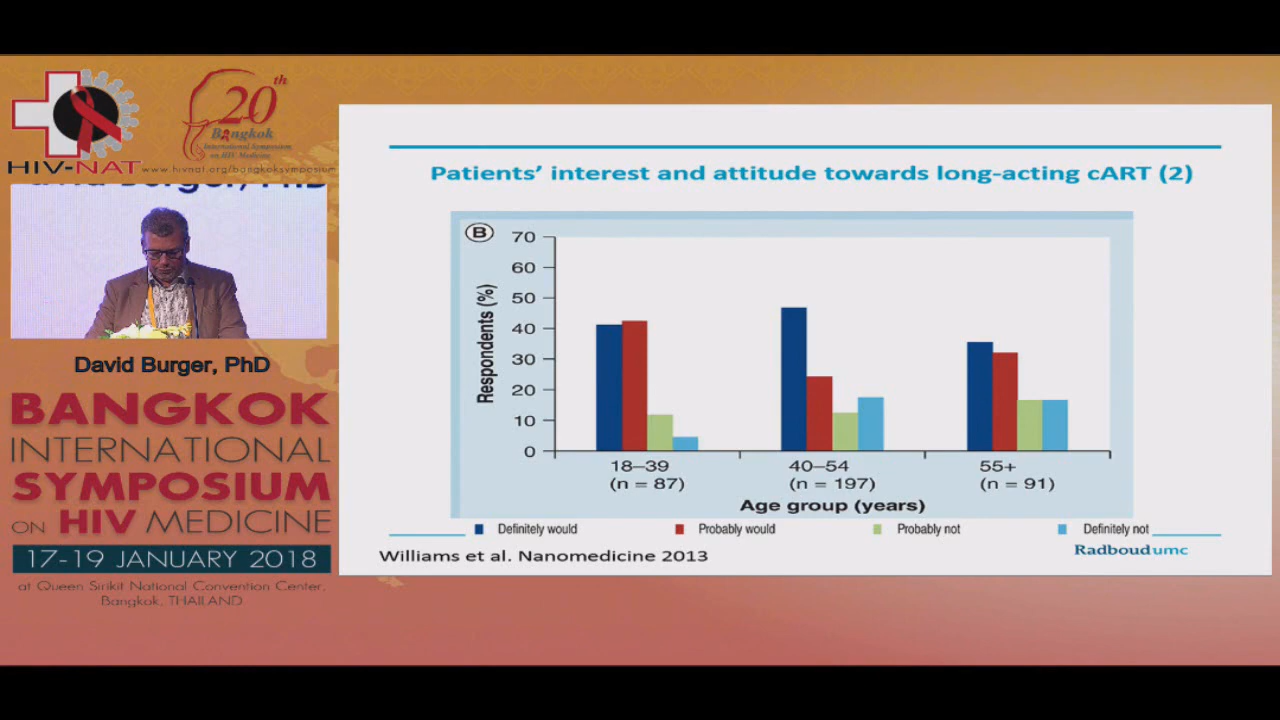 HIV-NAT
20th
Bangkok
International Symposium
on HIV Medicine
www.hivnat.org/bangkoksymposium
David Burger, PhD
David Burger, PhD
BANGKOK
INTERNATIONAL
SYMPOSIUM
ON HIV MEDICINE
17-19 JANUARY 2018
at Queen Sirikit National Convention Center,
Bangkok, THAILAND
Patients' interest and attitude towards long-acting cART (2)
B
Respondents (%)
70
60
50
40
30
20
10
0
18–39 40–54 55+
(n = 87) (n = 197) (n = 91)
Age group (years)
Definitely would Probably would Probably not Definitely not
Williams et al. Nanomedicine 2013
Radboudumc